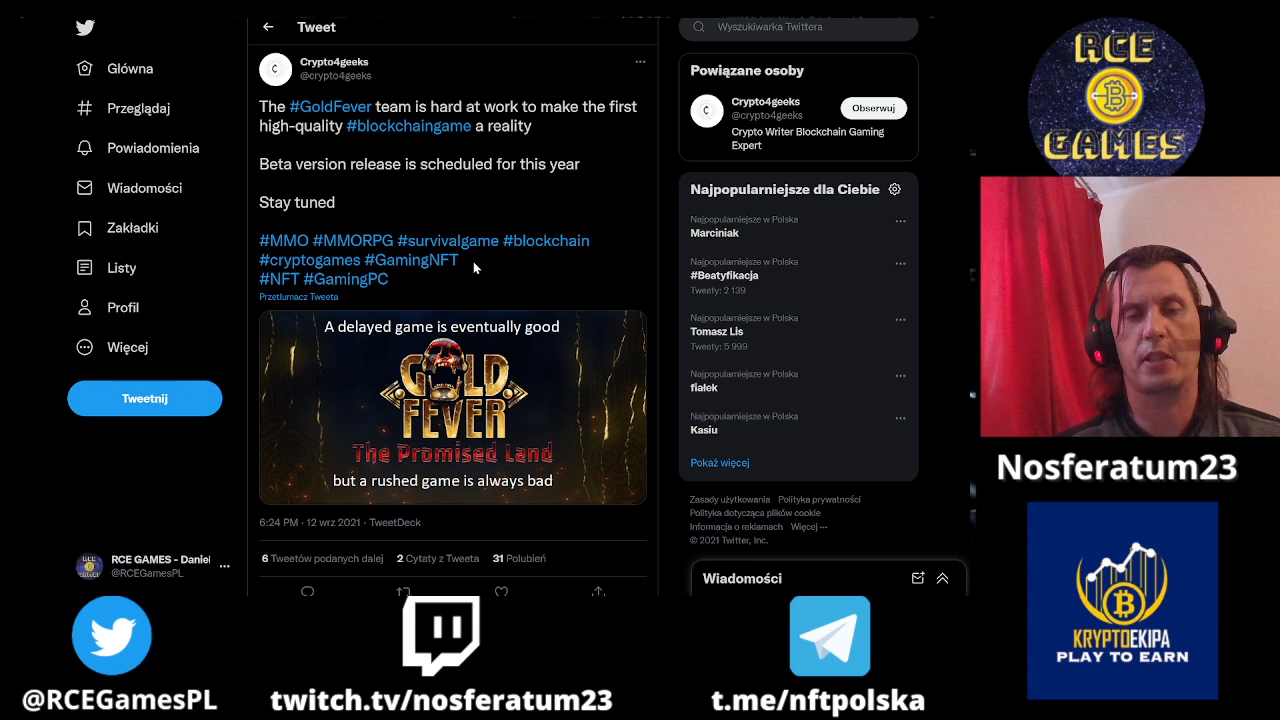 Główna
Przeglądaj
Powiadomienia
Wiadomości
Zakładki
Listy
Profil
Więcej
Tweetnij
RCE GAMES - Daniel
@RCEGamesPL
Tweet
Crypto4geeks
@crypto4geeks
The #GoldFever team is hard at work to make the first
high-quality #blockchaingame a reality
Beta version release is scheduled for this year
Stay tuned
#MMO #MMORPG #survivalgame #blockchain
#cryptogames #GamingNFT
#NFT #GamingPC
Przetłumacz Tweeta
A delayed game is eventually good
GOLD
FEVER
The Promised Land
but a rushed game is always bad
6:24 PM · 12 wrz 2021 · TweetDeck
6 Tweetów podanych dalej 2 Cytaty z Tweeta 31 Polubień
Wyszukiwarka Twittera
Powiązane osoby
Crypto4geeks
@crypto4geeks
Obserwuj
Crypto Writer Blockchain Gaming
Expert
Najpopularniejsze dla Ciebie
Najpopularniejsze w Polska
Marciniak
Najpopularniejsze w Polska
#Beatyfikacja
Tweety: 2 139
Najpopularniejsze w Polska
Tomasz Lis
Tweety: 5 999
Najpopularniejsze w Polska
fiałek
Najpopularniejsze w Polska
Kasiu
Pokaż więcej
Zasady użytkowania Polityka prywatności
Polityka dotycząca plików cookie
Informacja o reklamach Więcej ···
© 2021 Twitter, Inc.
Wiadomości
RCE
GAMES
Nosferatum23
KRYPTOEKIPA
PLAY TO EARN
@RCEGamesPL
twitch.tv/nosferatum23
t.me/nftpolska